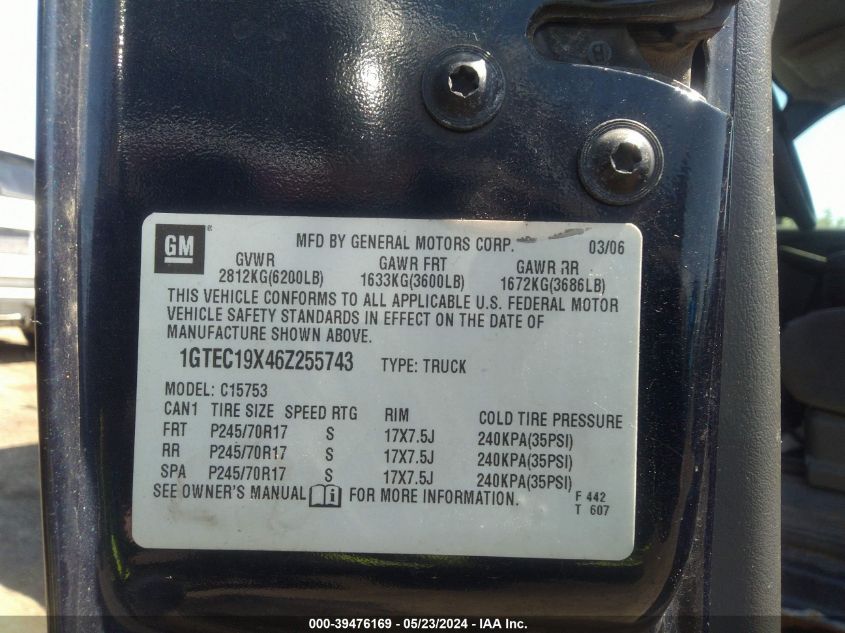 GM ®
MFD BY GENERAL MOTORS CORP. 03/06
GVWR GAWR FRT GAWR RR
2812KG(6200LB) 1633KG(3600LB) 1672KG(3686LB)
THIS VEHICLE CONFORMS TO ALL APPLICABLE U.S. FEDERAL MOTOR
VEHICLE SAFETY STANDARDS IN EFFECT ON THE DATE OF
MANUFACTURE SHOWN ABOVE.
1GTEC19X46Z255743 TYPE: TRUCK
MODEL: C15753
CAN1 TIRE SIZE SPEED RTG RIM COLD TIRE PRESSURE
FRT P245/70R17 S 17X7.5J 240KPA(35PSI)
RR P245/70R17 S 17X7.5J 240KPA(35PSI)
SPA P245/70R17 S 17X7.5J 240KPA(35PSI)
SEE OWNER'S MANUAL i FOR MORE INFORMATION.
F 442
T 607
000-39476169 — 05/23/2024 — IAA Inc.